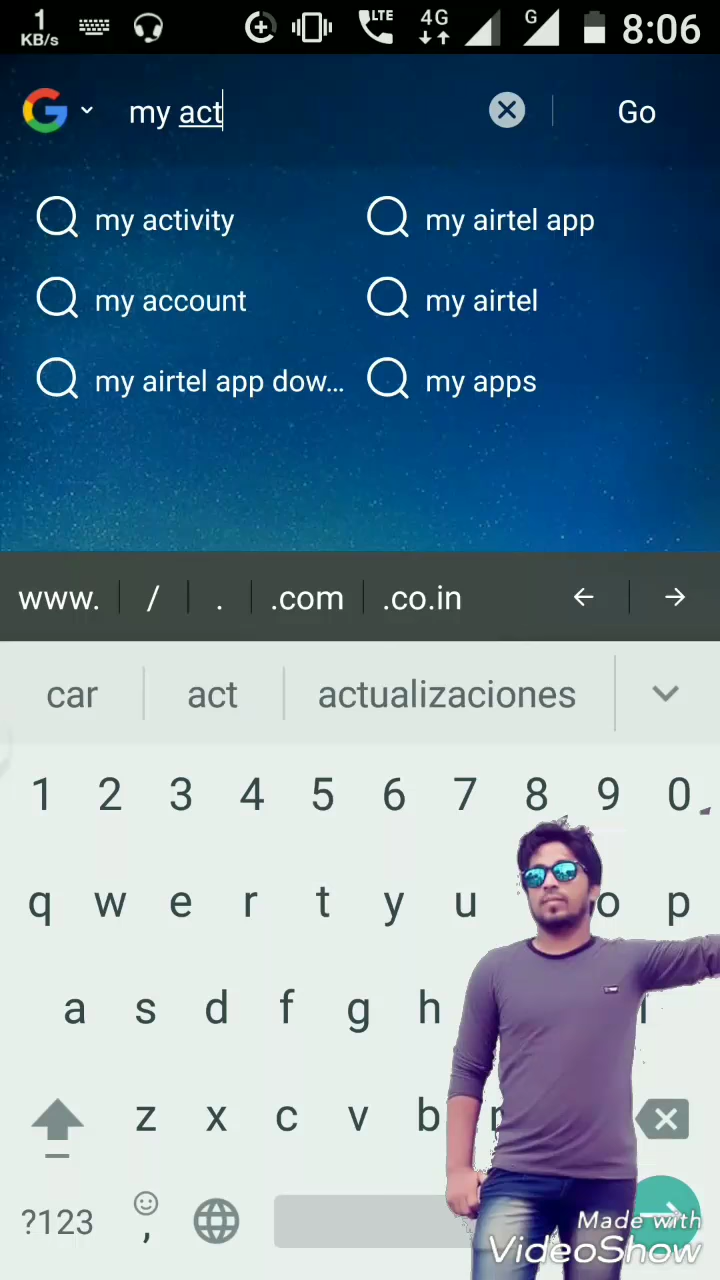 1
KB/s
LTE
4G
G
8:06
G
my act
Go
my activity
my airtel app
my account
my airtel
my airtel app dow...
my apps
www. / . .com .co.in
car act actualizaciones
1 2 3 4 5 6 7 8 9 0
q w e r t y u o p
a s d f g h
z x c v b
?123 ,
Made with
VideoShow